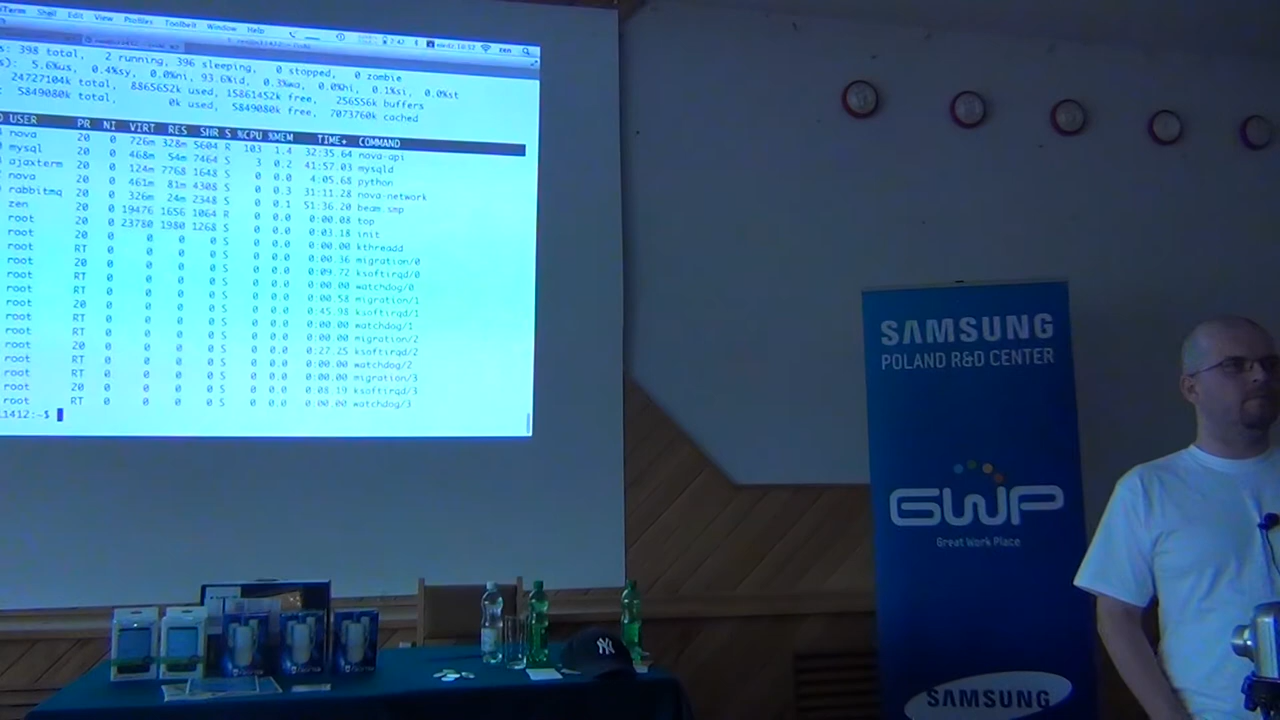 iTerm Shell Edit View Profiles Toolbelt Window Help
s: 398 total, 2 running, 396 sleeping, 0 stopped, 0 zombie
s): 5.6%us, 0.4%sy, 0.0%ni, 93.6%id, 0.3%wa, 0.0%hi, 0.1%si, 0.0%st
24727104k total, 8865652k used, 15861452k free, 256556k buffers
5849080k total, 0k used, 5849080k free, 7073760k cached
USER PR NI VIRT RES SHR S %CPU %MEM TIME+ COMMAND
nova 20 0 726m 328m 5604 R 103 1.4 32:35.64 nova-api
mysql 20 0 468m 54m 7464 S 3 0.2 41:57.03 mysqld
ajaxterm 20 0 124m 7768 1648 S 0 0.0 4:05.68 python
nova 20 0 461m 81m 4308 S 0 0.3 31:11.28 nova-network
rabbitmq 20 0 326m 24m 2348 S 0 0.1 51:36.20 beam.smp
zen 20 0 19476 1656 1064 R 0 0.0 0:00.08 top
root 20 0 23780 1980 1268 S 0 0.0 0:03.18 init
root 20 0 0 0 0 S 0 0.0 0:00.00 kthreadd
root RT 0 0 0 0 S 0 0.0 0:00.36 migration/0
root 20 0 0 0 0 S 0 0.0 0:09.72 ksoftirqd/0
root RT 0 0 0 0 S 0 0.0 0:00.00 watchdog/0
root RT 0 0 0 0 S 0 0.0 0:00.58 migration/1
root 20 0 0 0 0 S 0 0.0 0:45.98 ksoftirqd/1
root RT 0 0 0 0 S 0 0.0 0:00.00 watchdog/1
root RT 0 0 0 0 S 0 0.0 0:00.00 migration/2
root 20 0 0 0 0 S 0 0.0 0:27.25 ksoftirqd/2
root RT 0 0 0 0 S 0 0.0 0:00.00 watchdog/2
root RT 0 0 0 0 S 0 0.0 0:00.00 migration/3
root 20 0 0 0 0 S 0 0.0 0:08.19 ksoftirqd/3
root RT 0 0 0 0 S 0 0.0 0:00.00 watchdog/3
11412:~$
SAMSUNG
POLAND R&D CENTER
GWP
Great Work Place
SAMSUNG
NY